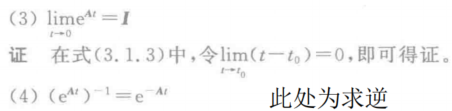 (3) lim e^{At} = I
t→0
证 在式(3.1.3)中,令lim(t-t₀)=0,即可得证。
t→t₀
(4) (e^{At})^{-1} = e^{-At} 此处为求逆